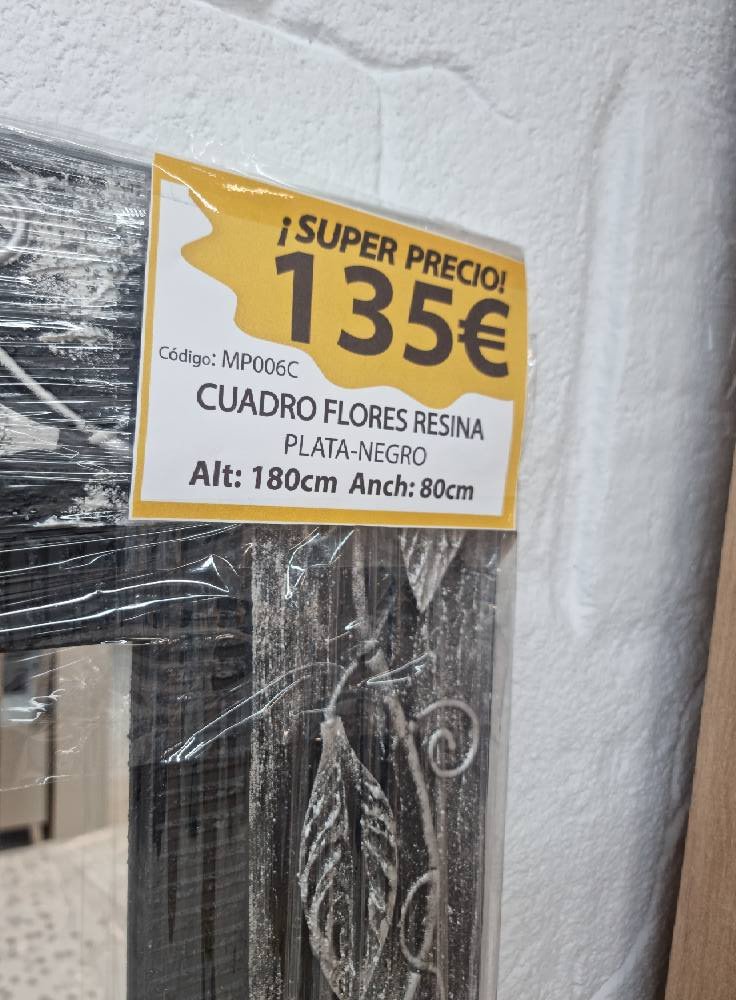 ¡SUPER PRECIO!
135€
Código: MP006C
CUADRO FLORES RESINA
PLATA-NEGRO
Alt: 180cm Anch: 80cm